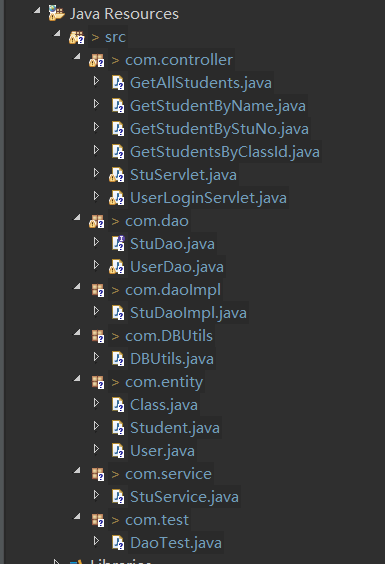 Java Resources
> src
> com.controller
GetAllStudents.java
GetStudentByName.java
GetStudentByStuNo.java
GetStudentsByClassId.java
StuServlet.java
UserLoginServlet.java
> com.dao
StuDao.java
UserDao.java
> com.daoImpl
StuDaoImpl.java
> com.DBUtils
DBUtils.java
> com.entity
Class.java
Student.java
User.java
> com.service
StuService.java
> com.test
DaoTest.java
Libraries